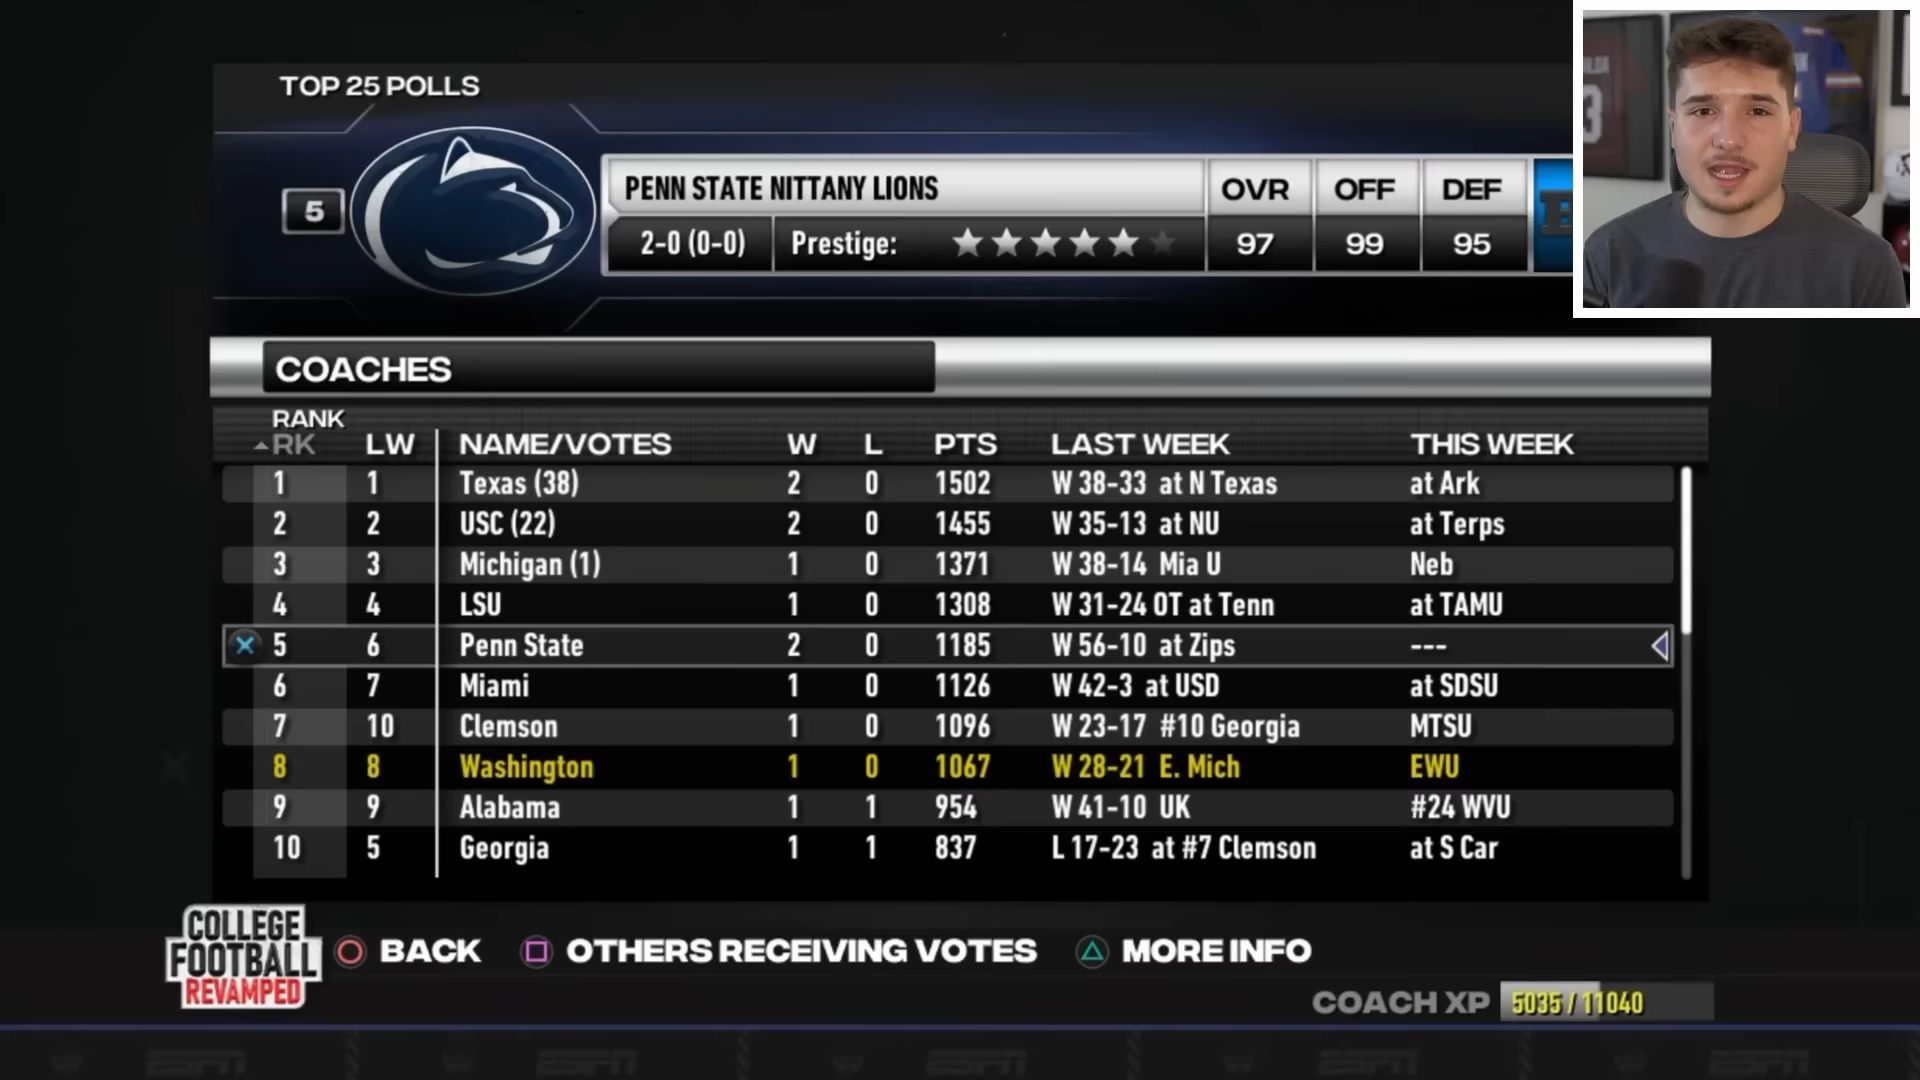 TOP 25 POLLS
5
PENN STATE NITTANY LIONS OVR OFF DEF
2-0 (0-0) Prestige: 97 99 95
COACHES
RANK
RK LW NAME/VOTES W L PTS LAST WEEK THIS WEEK
1 1 Texas (38) 2 0 1502 W 38-33 at N Texas at Ark
2 2 USC (22) 2 0 1455 W 35-13 at NU at Terps
3 3 Michigan (1) 1 0 1371 W 38-14 Mia U Neb
4 4 LSU 1 0 1308 W 31-24 OT at Tenn at TAMU
5 6 Penn State 2 0 1185 W 56-10 at Zips ---
6 7 Miami 1 0 1126 W 42-3 at USD at SDSU
7 10 Clemson 1 0 1096 W 23-17 #10 Georgia MTSU
8 8 Washington 1 0 1067 W 28-21 E. Mich EWU
9 9 Alabama 1 1 954 W 41-10 UK #24 WVU
10 5 Georgia 1 1 837 L 17-23 at #7 Clemson at S Car
COLLEGE
FOOTBALL
REVAMPED
BACK OTHERS RECEIVING VOTES MORE INFO
COACH XP 5035 / 11040
ESPN ESPN ESPN ESPN ESPN